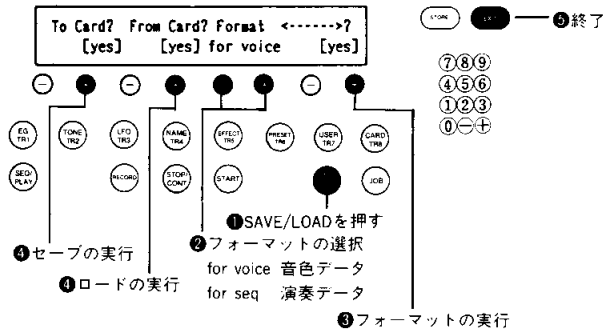 To Card? From Card? Format <------>?
[yes] [yes] for voice [yes]
STORE EXIT ❺終了
⑦⑧⑨
④⑤⑥
①②③
⓪⊖⊕
⊖ ⊖ ⊖
EG TR1 TONE TR2 LFO TR3 NAME TR4 EFFECT TR5 PRESET TR6 USER TR7 CARD TR8
SEQ/PLAY RECORD STOP/CONT START JOB
❶SAVE/LOADを押す
❹セーブの実行
❷フォーマットの選択
for voice 音色データ
❹ロードの実行
for seq 演奏データ
❸フォーマットの実行